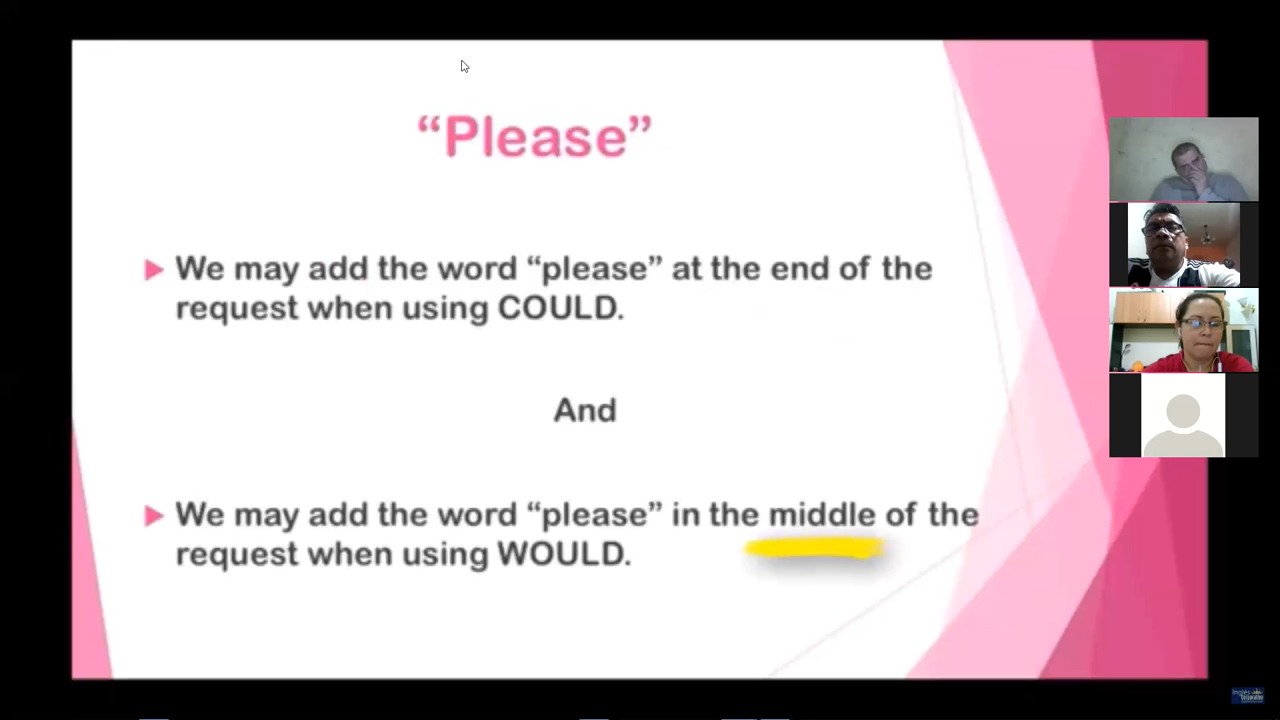 “Please”
We may add the word “please” at the end of the
request when using COULD.
And
We may add the word “please” in the middle of the
request when using WOULD.